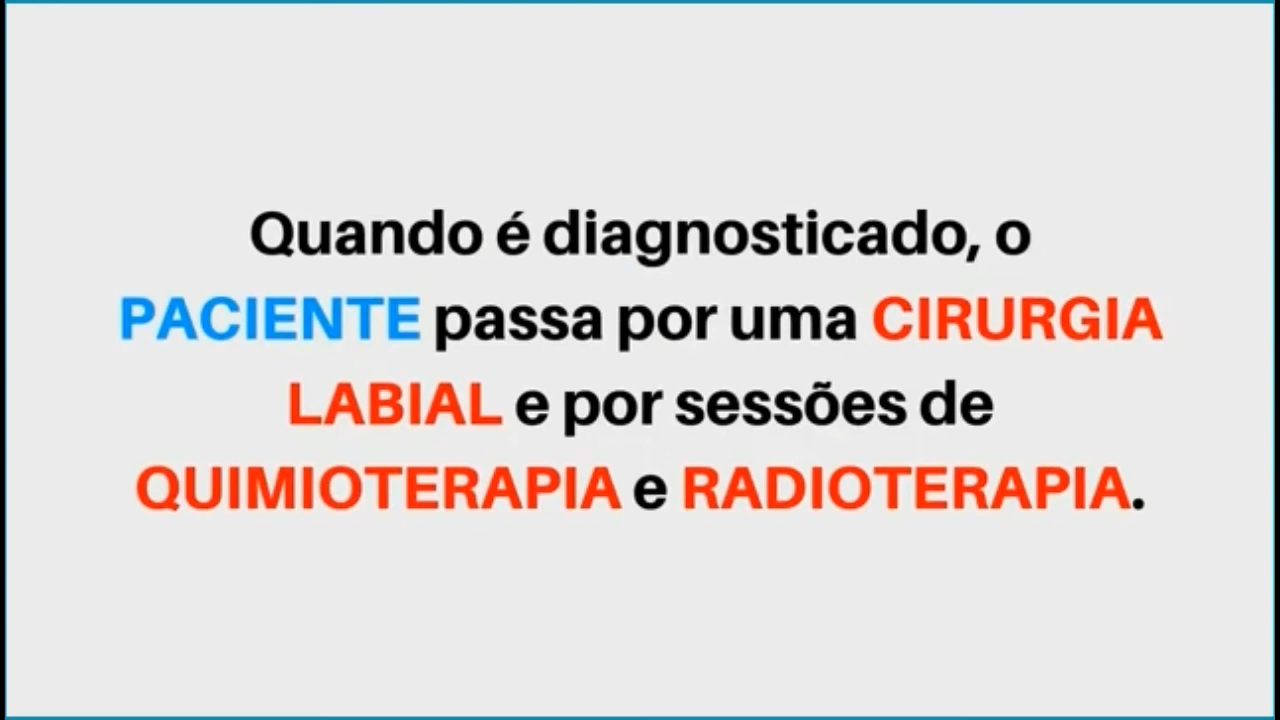 Quando é diagnosticado, o
PACIENTE passa por uma CIRURGIA
LABIAL e por sessões de
QUIMIOTERAPIA e RADIOTERAPIA.